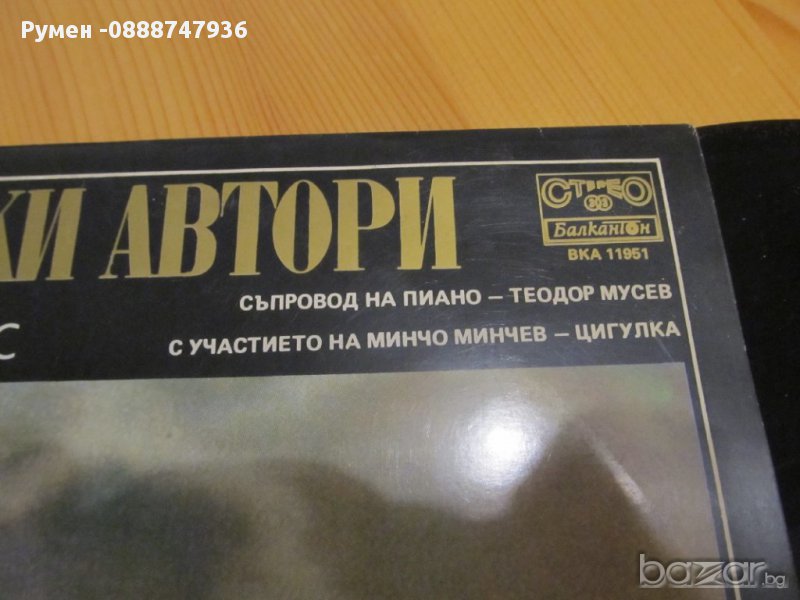 Румен -0888747936
КИ АВТОРИ
СТЕРЕО
33
Балкантон
ВКА 11951
СЪПРОВОД НА ПИАНО – ТЕОДОР МУСЕВ
С
С УЧАСТИЕТО НА МИНЧО МИНЧЕВ – ЦИГУЛКА
bazar.bg